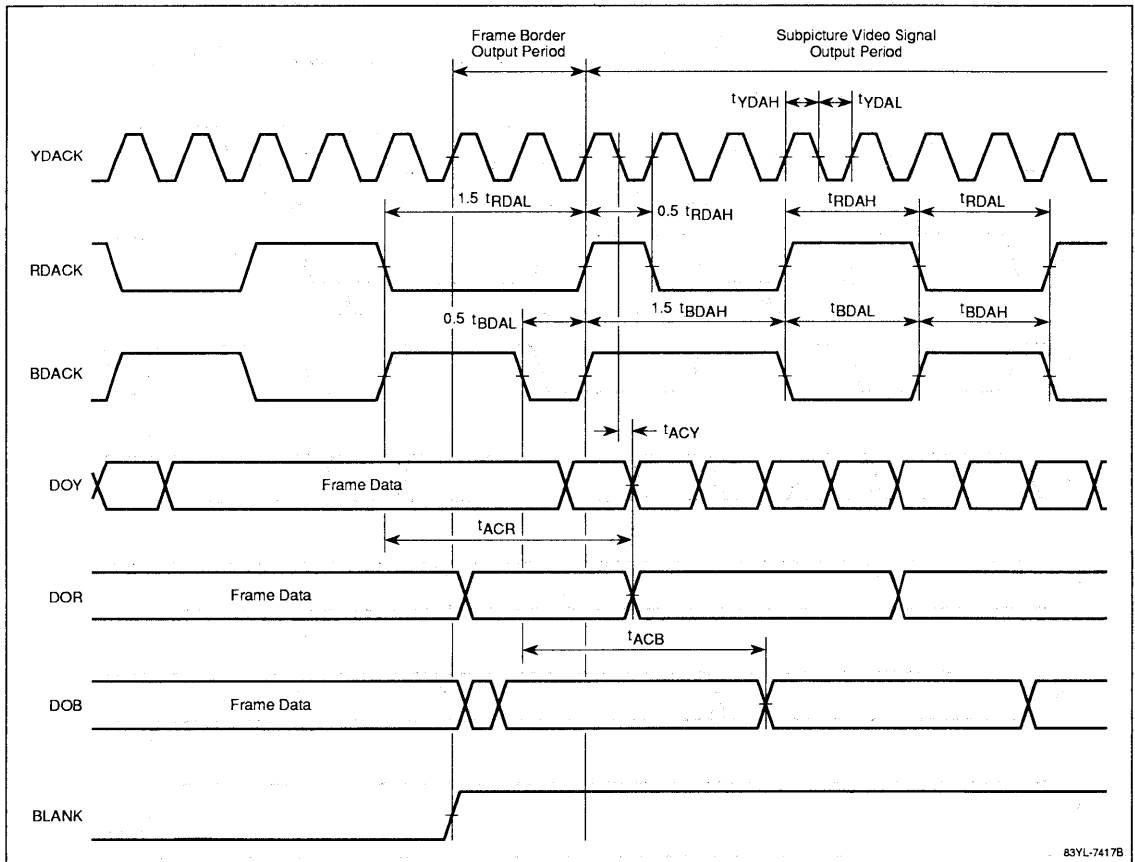 Frame Border
Output Period
Subpicture Video Signal
Output Period
tYDAH
tYDAL
YDACK
1.5 tRDAL
0.5 tRDAH
tRDAH
tRDAL
RDACK
0.5 tBDAL
1.5 tBDAH
tBDAL
tBDAH
BDACK
tACY
DOY
Frame Data
tACR
DOR
Frame Data
tACB
DOB
Frame Data
BLANK
83YL-7417B